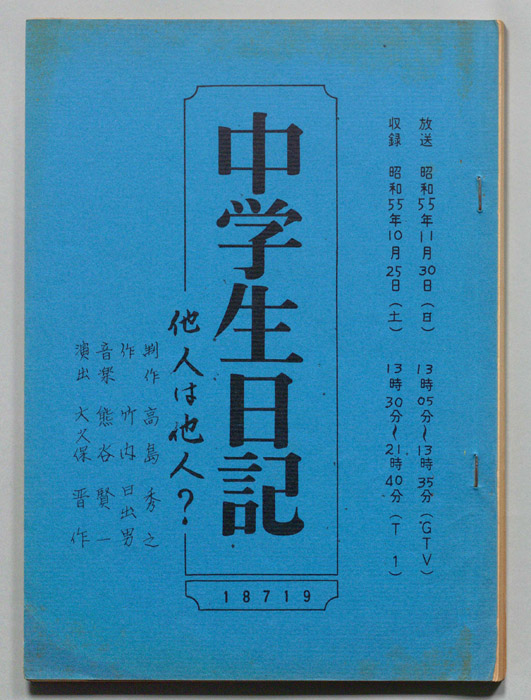 放送 昭和55年11月30日(日) 13時05分~13時35分(GTV)
収録 昭和55年10月25日(土) 13時30分~21時40分(T1)
中学生日記
他人は他人?
制作 高島秀之
作 竹内日出男
音楽 熊谷賢一
演出 大久保晋作
18719